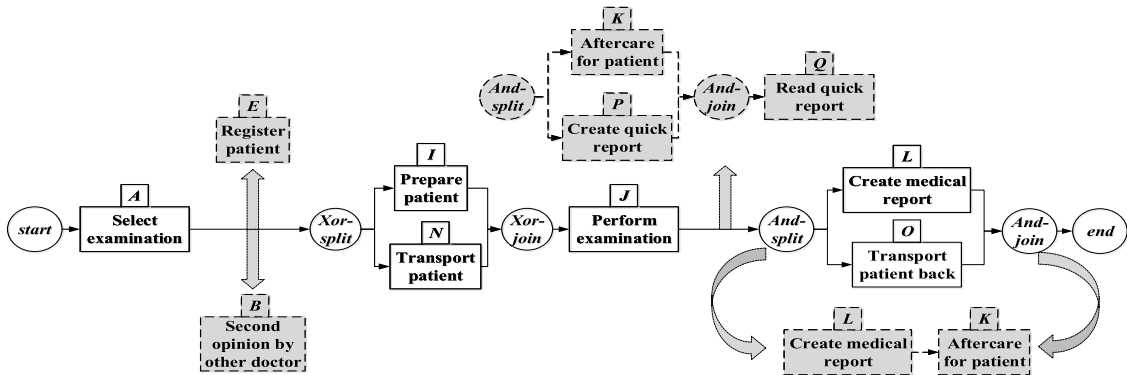 K
Aftercare
for patient
And-
split
P
Create quick
report
And-
join
Q
Read quick
report
E
Register
patient
start
A
Select
examination
Xor-
split
I
Prepare
patient
N
Transport
patient
Xor-
join
J
Perform
examination
And-
split
L
Create medical
report
O
Transport
patient back
And-
join
end
B
Second
opinion by
other doctor
L
Create medical
report
K
Aftercare
for patient